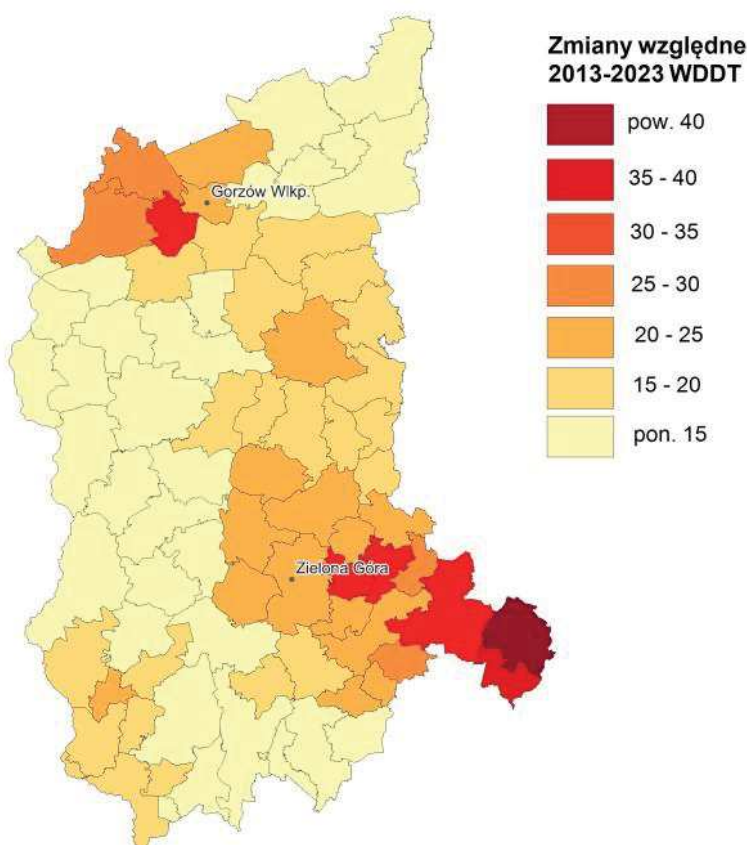 Zmiany względne
2013-2023 WDDT
pow. 40
35 - 40
30 - 35
25 - 30
20 - 25
15 - 20
pon. 15
Gorzów Wlkp.
Zielona Góra